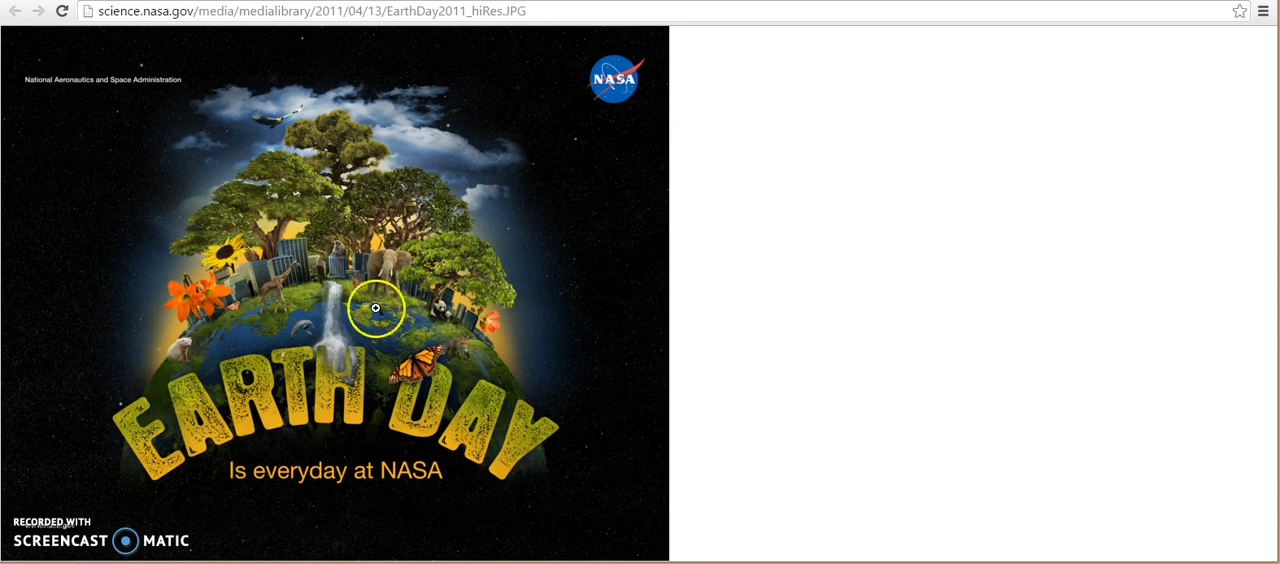 science.nasa.gov/media/medialibrary/2011/04/13/EarthDay2011_hiRes.JPG
National Aeronautics and Space Administration
NASA
EARTH DAY
Is everyday at NASA
RECORDED WITH
SCREENCAST MATIC